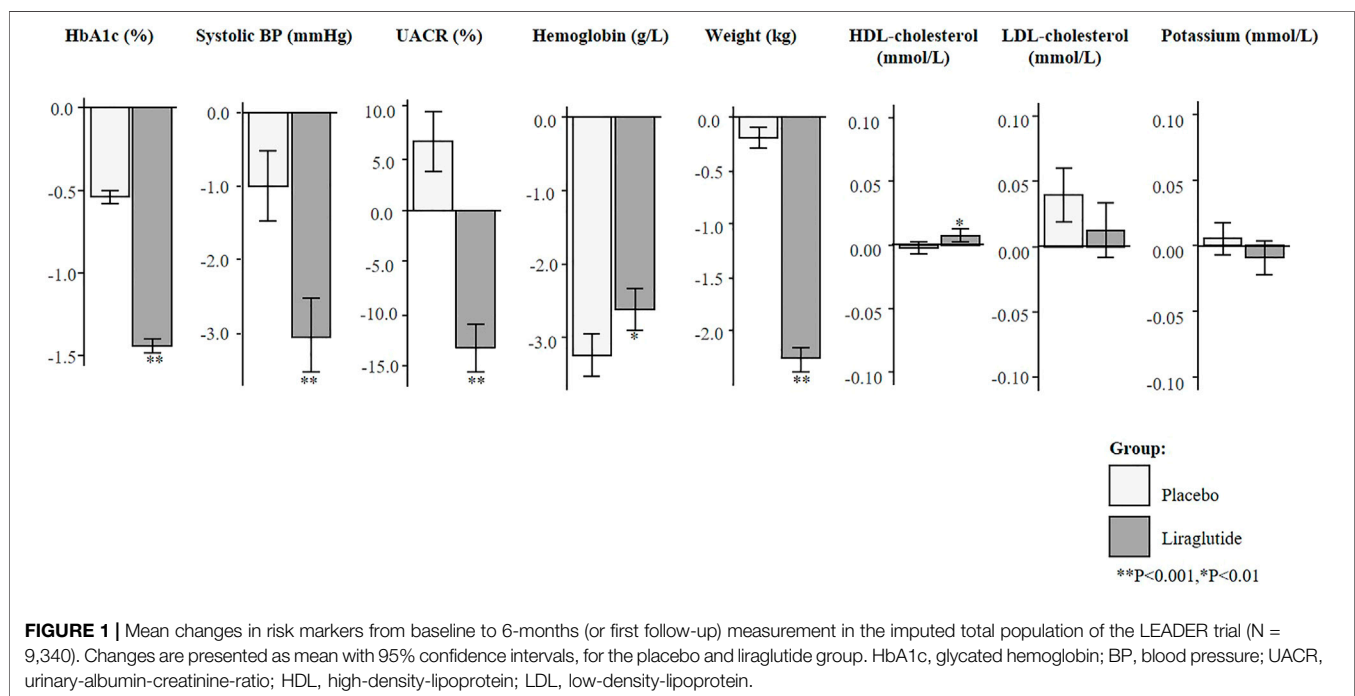 HbA1c (%)
Systolic BP (mmHg)
UACR (%)
Hemoglobin (g/L)
Weight (kg)
HDL-cholesterol
(mmol/L)
LDL-cholesterol
(mmol/L)
Potassium (mmol/L)
0.0
-0.5
-1.0
-1.5
**
0.0
-1.0
-2.0
-3.0
**
10.0
5.0
0.0
-5.0
-10.0
-15.0
**
0.0
-1.0
-2.0
-3.0
*
0.0
-0.5
-1.0
-1.5
-2.0
**
0.10
0.05
0.00
-0.05
-0.10
*
0.10
0.05
0.00
-0.05
-0.10
0.10
0.05
0.00
-0.05
-0.10
Group:
Placebo
Liraglutide
**P<0.001,*P<0.01
FIGURE 1 | Mean changes in risk markers from baseline to 6-months (or first follow-up) measurement in the imputed total population of the LEADER trial (N =
9,340). Changes are presented as mean with 95% confidence intervals, for the placebo and liraglutide group. HbA1c, glycated hemoglobin; BP, blood pressure; UACR,
urinary-albumin-creatinine-ratio; HDL, high-density-lipoprotein; LDL, low-density-lipoprotein.